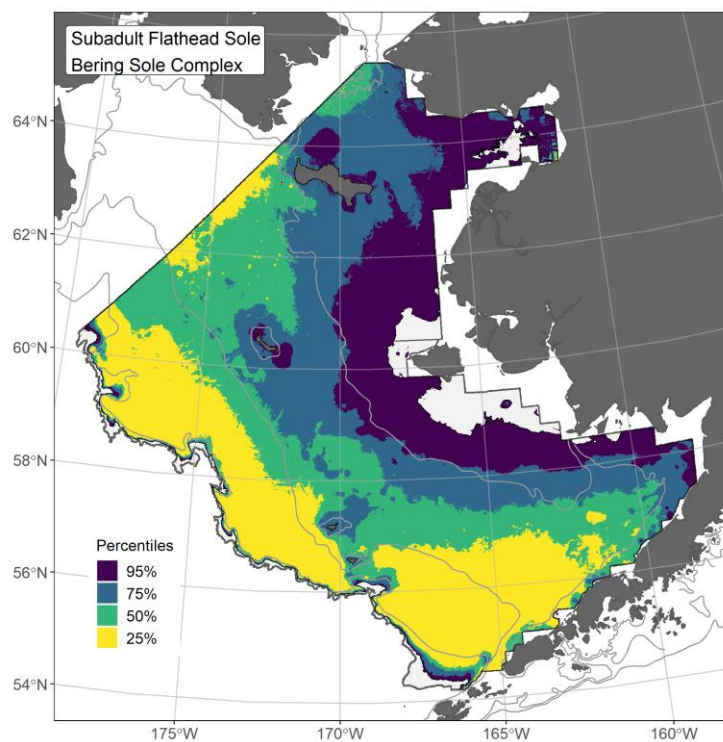 Subadult Flathead Sole
Bering Sole Complex
64°N
62°N
60°N
58°N
56°N
54°N
Percentiles
95%
75%
50%
25%
175°W
170°W
165°W
160°W